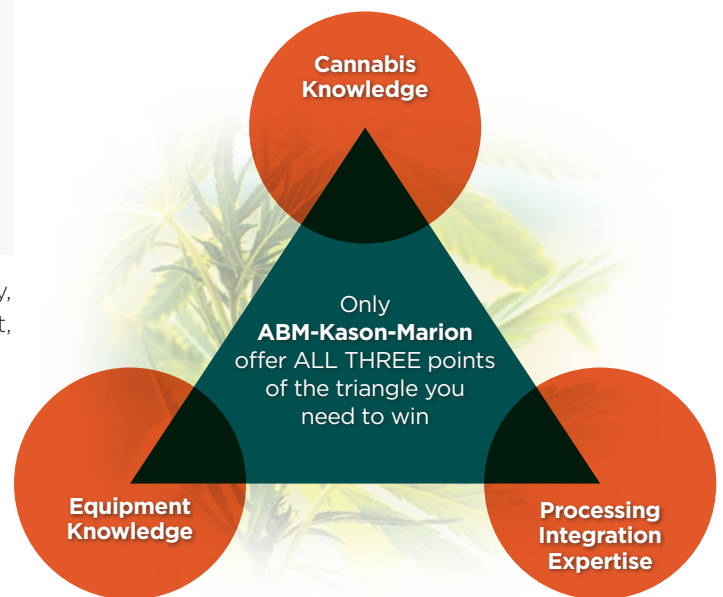 Cannabis
Knowledge
y,
t,
Only
ABM-Kason-Marion
offer ALL THREE points
of the triangle you
need to win
Equipment
Knowledge
Processing
Integration
Expertise